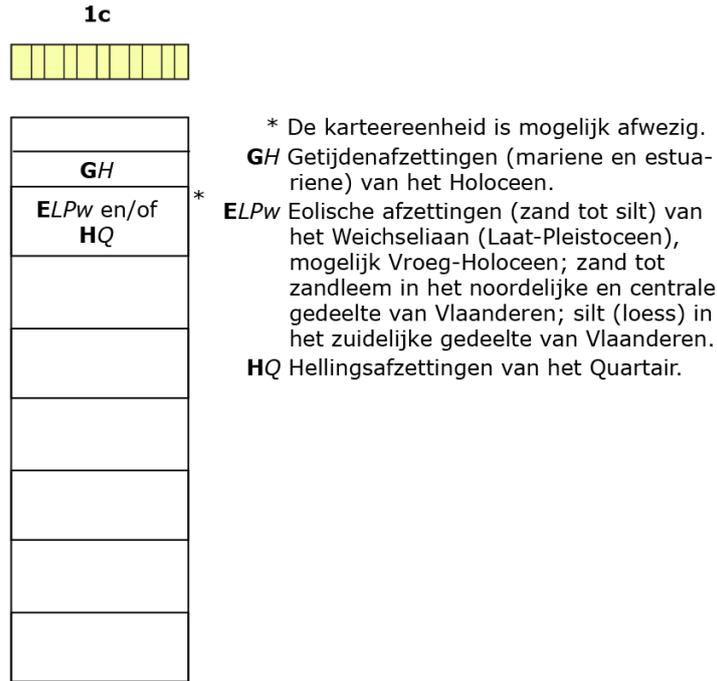 1c
GH
ELPw en/of
HQ
*
* De karteereenheid is mogelijk afwezig.
GH Getijdenafzettingen (mariene en estua-
riene) van het Holoceen.
ELPw Eolische afzettingen (zand tot silt) van
het Weichseliaan (Laat-Pleistoceen),
mogelijk Vroeg-Holoceen; zand tot
zandleem in het noordelijke en centrale
gedeelte van Vlaanderen; silt (loess) in
het zuidelijke gedeelte van Vlaanderen.
HQ Hellingsafzettingen van het Quartair.